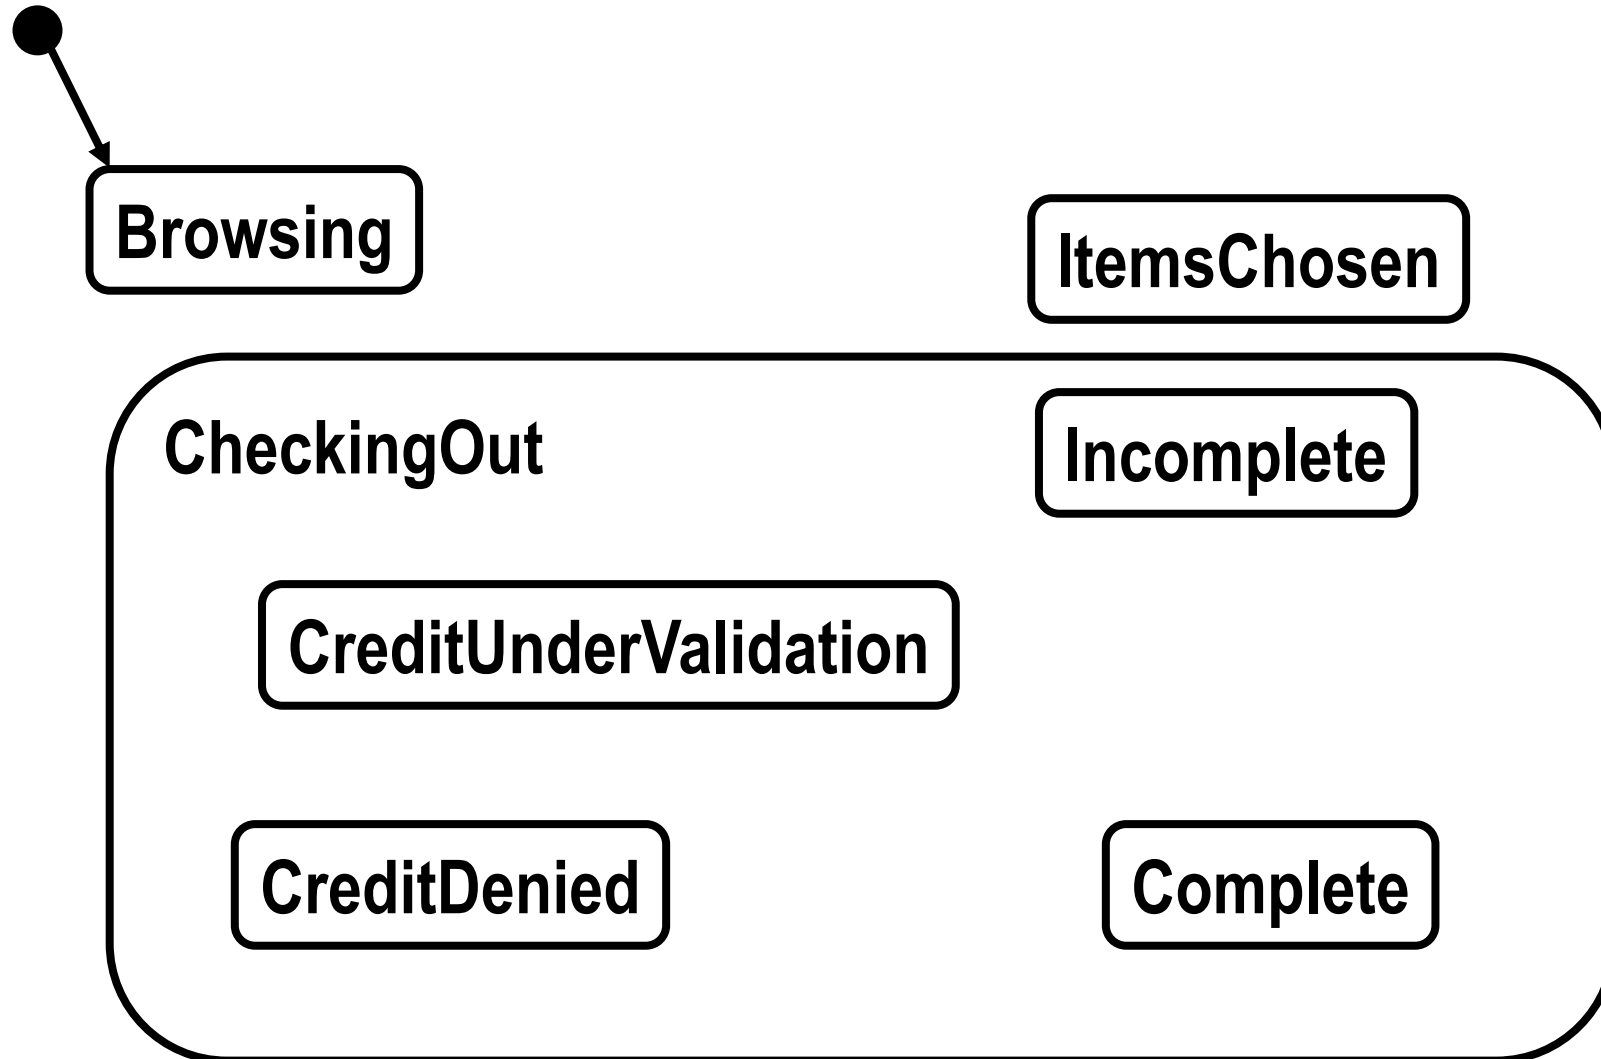 Browsing
ItemsChosen
CheckingOut
Incomplete
CreditUnderValidation
CreditDenied
Complete